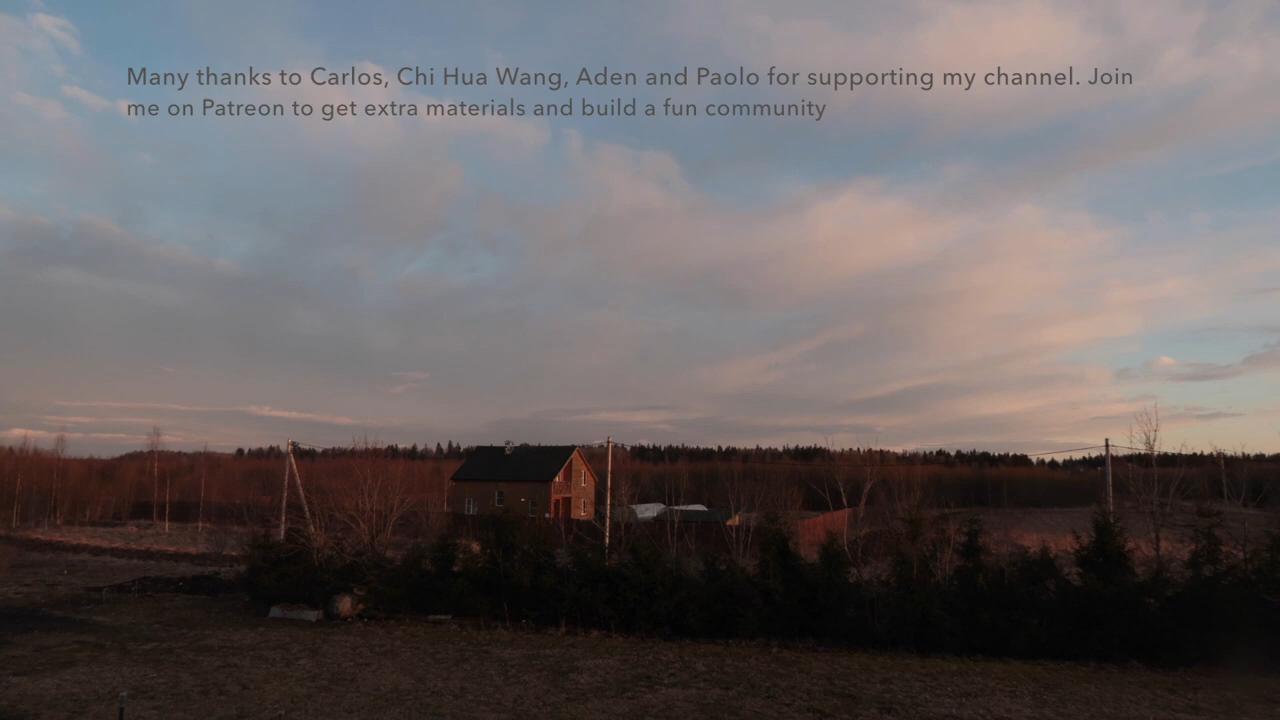 Many thanks to Carlos, Chi Hua Wang, Aden and Paolo for supporting my channel. Join
me on Patreon to get extra materials and build a fun community